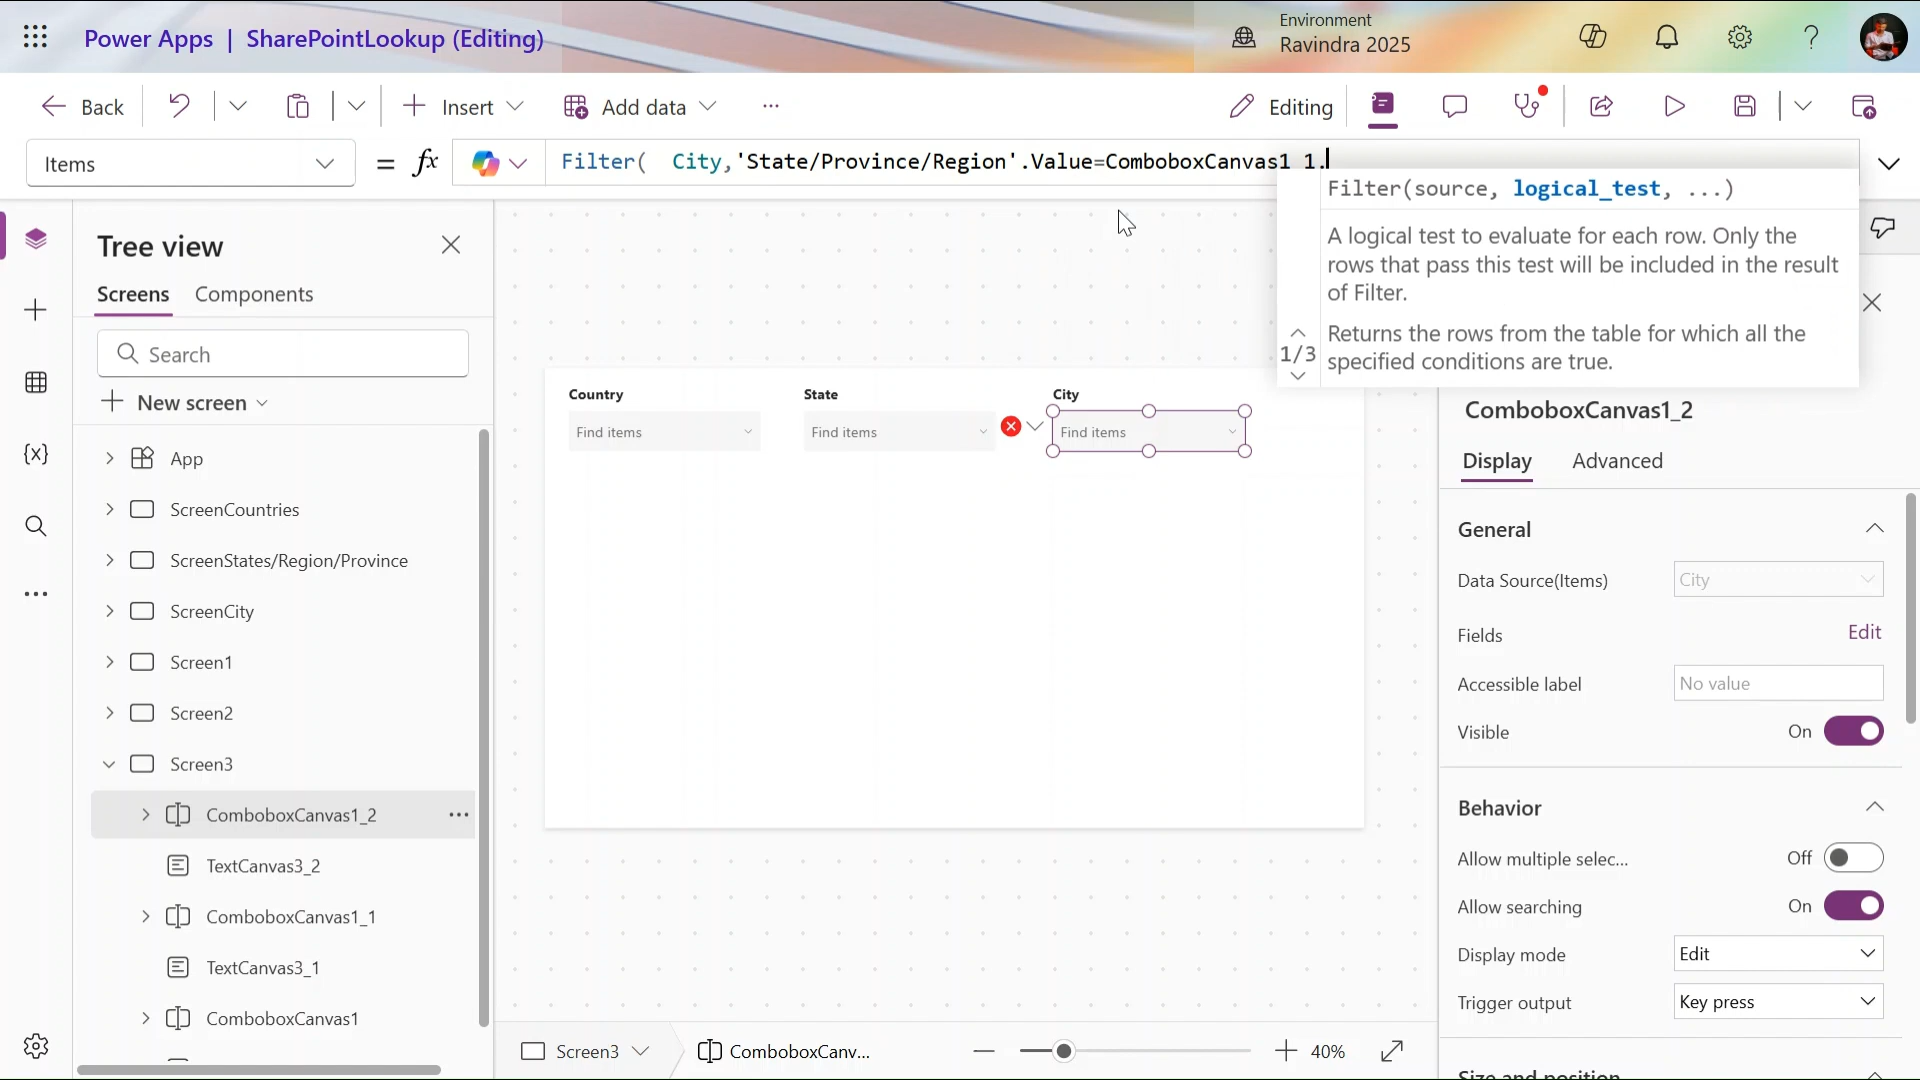 Power Apps | SharePointLookup (Editing)
Environment
Ravindra 2025
Back
Insert
Add data
...
Editing
Items
= fx
Filter(  City,'State/Province/Region'.Value=ComboboxCanvas1_1.
Filter(source, logical_test, ...)
A logical test to evaluate for each row. Only the
rows that pass this test will be included in the result
of Filter.
1/3
Returns the rows from the table for which all the
specified conditions are true.
Tree view
Screens
Components
Search
New screen
App
ScreenCountries
ScreenStates/Region/Province
ScreenCity
Screen1
Screen2
Screen3
ComboboxCanvas1_2
TextCanvas3_2
ComboboxCanvas1_1
TextCanvas3_1
ComboboxCanvas1
Country
State
City
Find items
Find items
Find items
Screen3
ComboboxCanv...
40%
ComboboxCanvas1_2
Display
Advanced
General
Data Source(Items)
City
Fields
Edit
Accessible label
No value
Visible
On
Behavior
Allow multiple selec...
Off
Allow searching
On
Display mode
Edit
Trigger output
Key press
Size and position